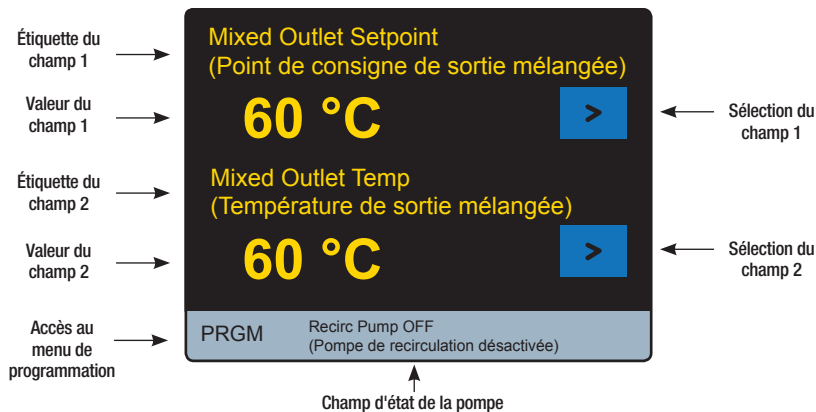 Étiquette du
champ 1
Mixed Outlet Setpoint
(Point de consigne de sortie mélangée)
Valeur du
champ 1
60 °C
>
Sélection du
champ 1
Étiquette du
champ 2
Mixed Outlet Temp
(Température de sortie mélangée)
Valeur du
champ 2
60 °C
>
Sélection du
champ 2
Accès au
menu de
programmation
PRGM
Recirc Pump OFF
(Pompe de recirculation désactivée)
Champ d'état de la pompe